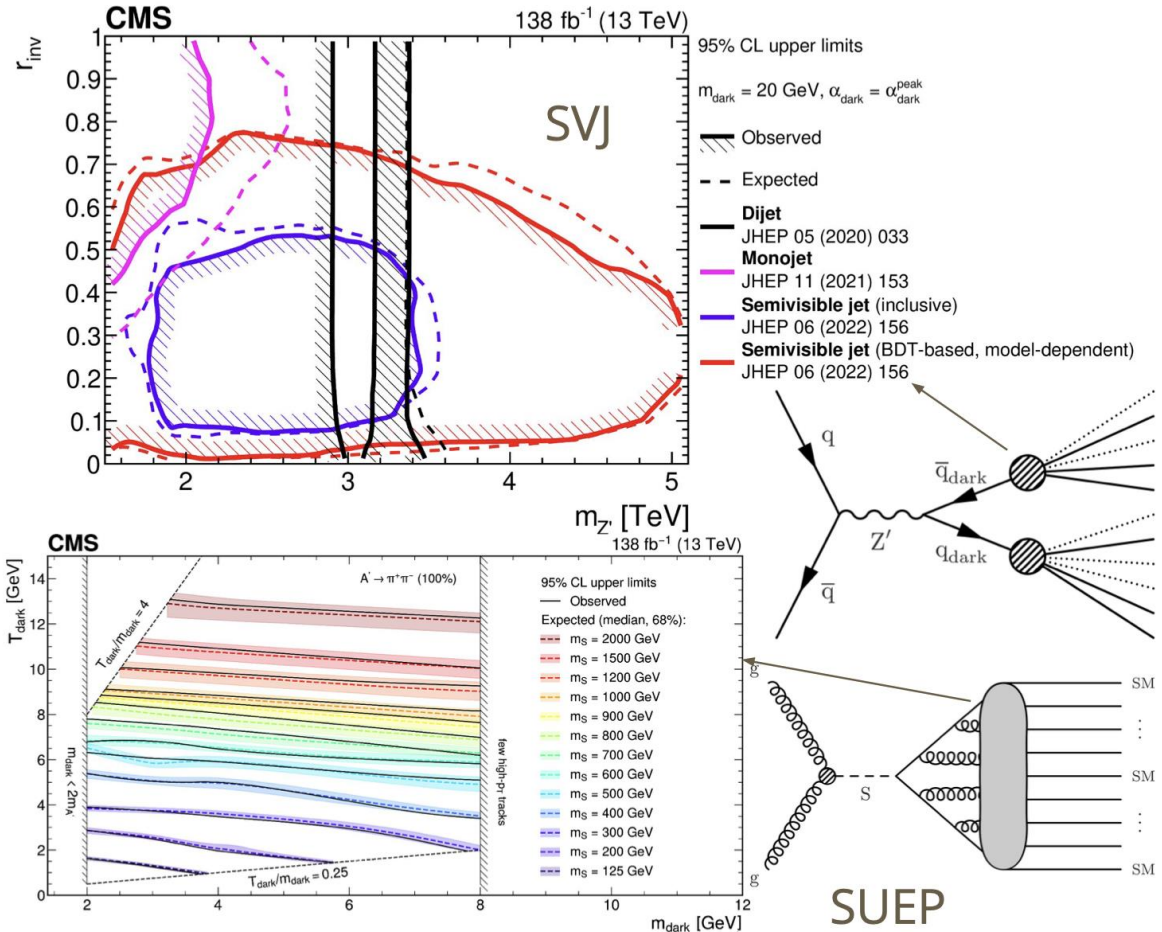 CMS
138 fb⁻¹ (13 TeV)
r_inv
1
0.9
0.8
0.7
0.6
0.5
0.4
0.3
0.2
0.1
0
2
3
4
5
m_Z' [TeV]
SVJ
95% CL upper limits
m_dark = 20 GeV, α_dark = α_dark^peak
Observed
Expected
Dijet
JHEP 05 (2020) 033
Monojet
JHEP 11 (2021) 153
Semivisible jet (inclusive)
JHEP 06 (2022) 156
Semivisible jet (BDT-based, model-dependent)
JHEP 06 (2022) 156
q
q̅
Z'
q̅_dark
q_dark
CMS
138 fb⁻¹ (13 TeV)
T_dark [GeV]
14
12
10
8
6
4
2
0
2
4
6
8
10
12
m_dark [GeV]
A' → π⁺π⁻ (100%)
T_dark/m_dark = 4
T_dark/m_dark = 0.25
m_dark < 2m_A'
few high-p_T tracks
95% CL upper limits
Observed
Expected (median, 68%):
m_S = 2000 GeV
m_S = 1500 GeV
m_S = 1200 GeV
m_S = 1000 GeV
m_S = 900 GeV
m_S = 800 GeV
m_S = 700 GeV
m_S = 600 GeV
m_S = 500 GeV
m_S = 400 GeV
m_S = 300 GeV
m_S = 200 GeV
m_S = 125 GeV
g
g
S
SM
⋮
SM
⋮
SM
SUEP